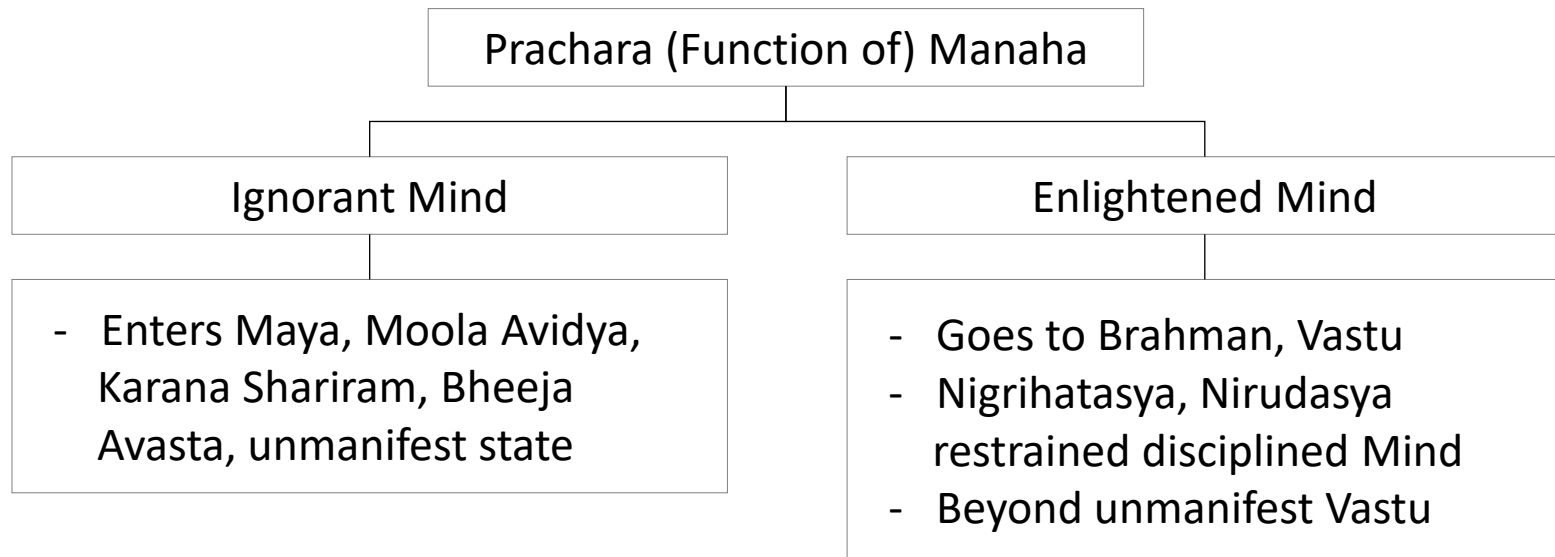 Prachara (Function of) Manaha
Ignorant Mind
Enlightened Mind
- Enters Maya, Moola Avidya,
Karana Shariram, Bheeja
Avasta, unmanifest state
- Goes to Brahman, Vastu
- Nigrihatasya, Nirudasya
restrained disciplined Mind
- Beyond unmanifest Vastu